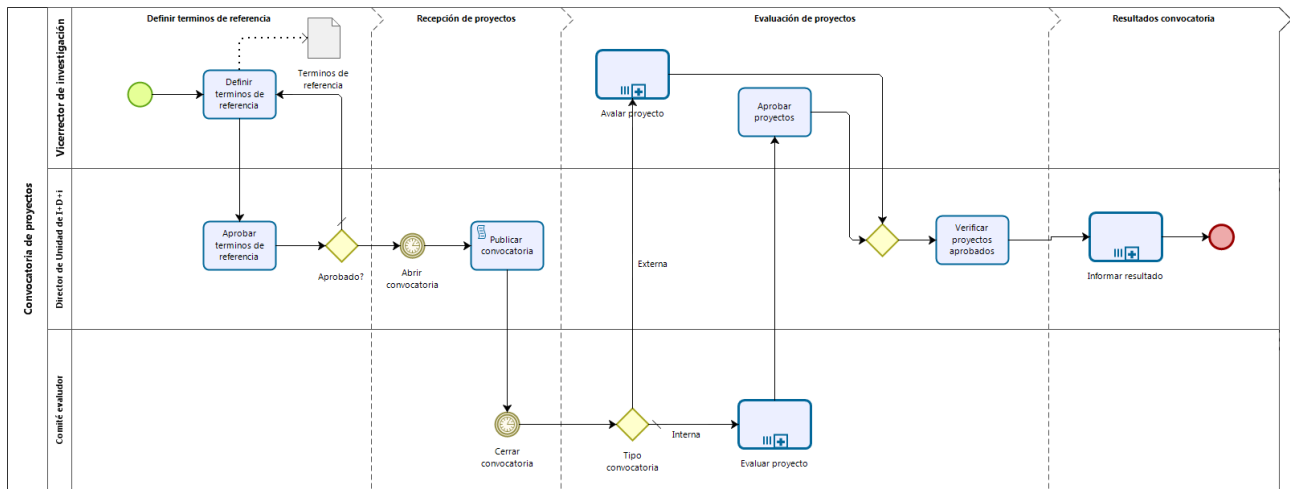 Convocatoria de proyectos
Definir terminos de referencia
Recepción de proyectos
Evaluación de proyectos
Resultados convocatoria
Vicerrector de investigación
Definir
terminos de
referencia
Terminos de
referencia
Avalar proyecto
Aprobar
proyectos
Director de Unidad de I+D+i
Aprobar
terminos de
referencia
Aprobado?
Abrir
convocatoria
Publicar
convocatoria
Externa
Verificar
proyectos
aprobados
Informar resultado
Comité evaludor
Cerrar
convocatoria
Tipo
convocatoria
Interna
Evaluar proyecto